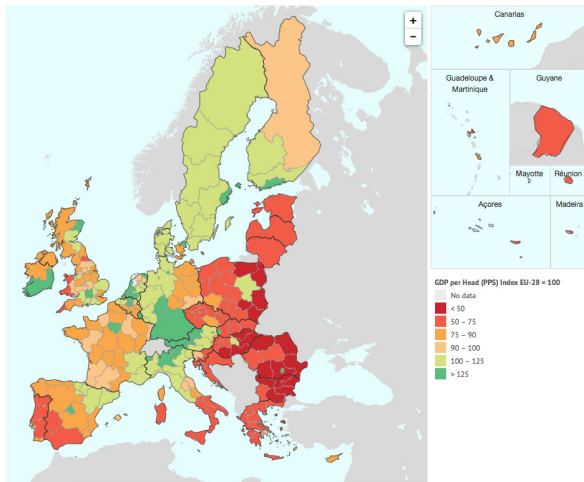 +
−
Canarias
Guadeloupe &
Martinique
Guyane
Mayotte
Réunion
Açores
Madeira
GDP per Head (PPS) Index EU-28 = 100
No data
< 50
50 – 75
75 – 90
90 – 100
100 – 125
> 125